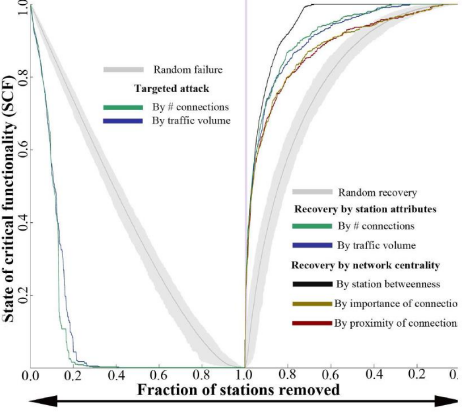 State of critical functionality (SCF)
1.0
0.8
0.6
0.4
0.2
Random failure
Targeted attack
By # connections
By traffic volume
Random recovery
Recovery by station attributes
By # connections
By traffic volume
Recovery by network centrality
By station betweenness
By importance of connectio
By proximity of connection
0.0 0.2 0.4 0.6 0.8 1.0 0.8 0.6 0.4 0.2 0.
Fraction of stations removed